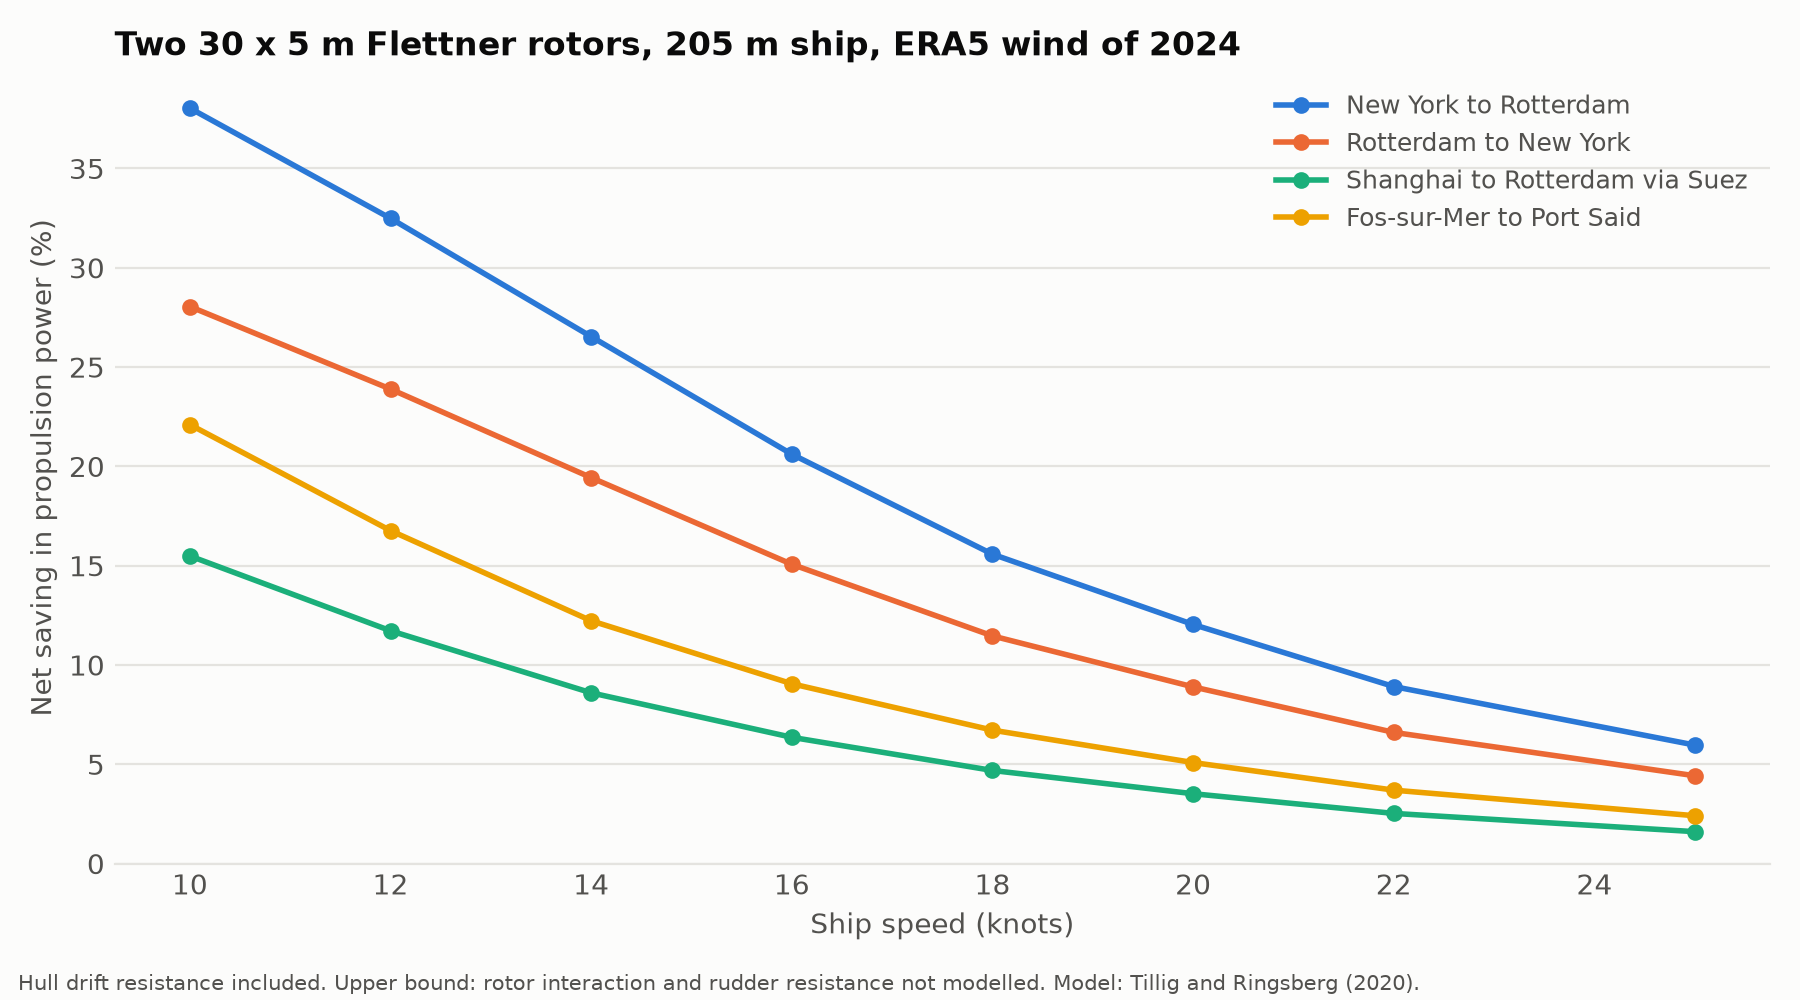 Two 30 x 5 m Flettner rotors, 205 m ship, ERA5 wind of 2024
New York to Rotterdam
Rotterdam to New York
Shanghai to Rotterdam via Suez
Fos-sur-Mer to Port Said
Net saving in propulsion power (%)
35
30
25
20
15
10
5
0
10 12 14 16 18 20 22 24
Ship speed (knots)
Hull drift resistance included. Upper bound: rotor interaction and rudder resistance not modelled. Model: Tillig and Ringsberg (2020).